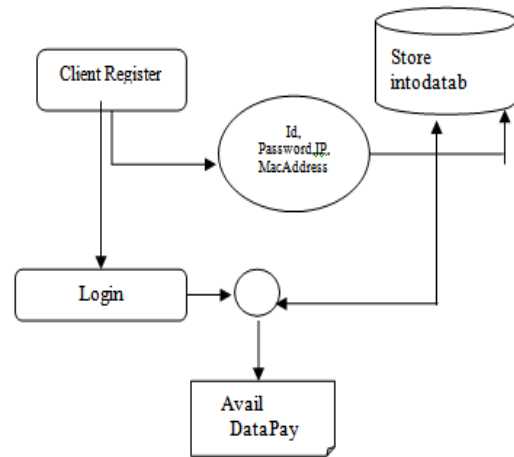 Client Register
Store
intodatab
Id,
Password,IP,
MacAddress
Login
Avail
DataPay